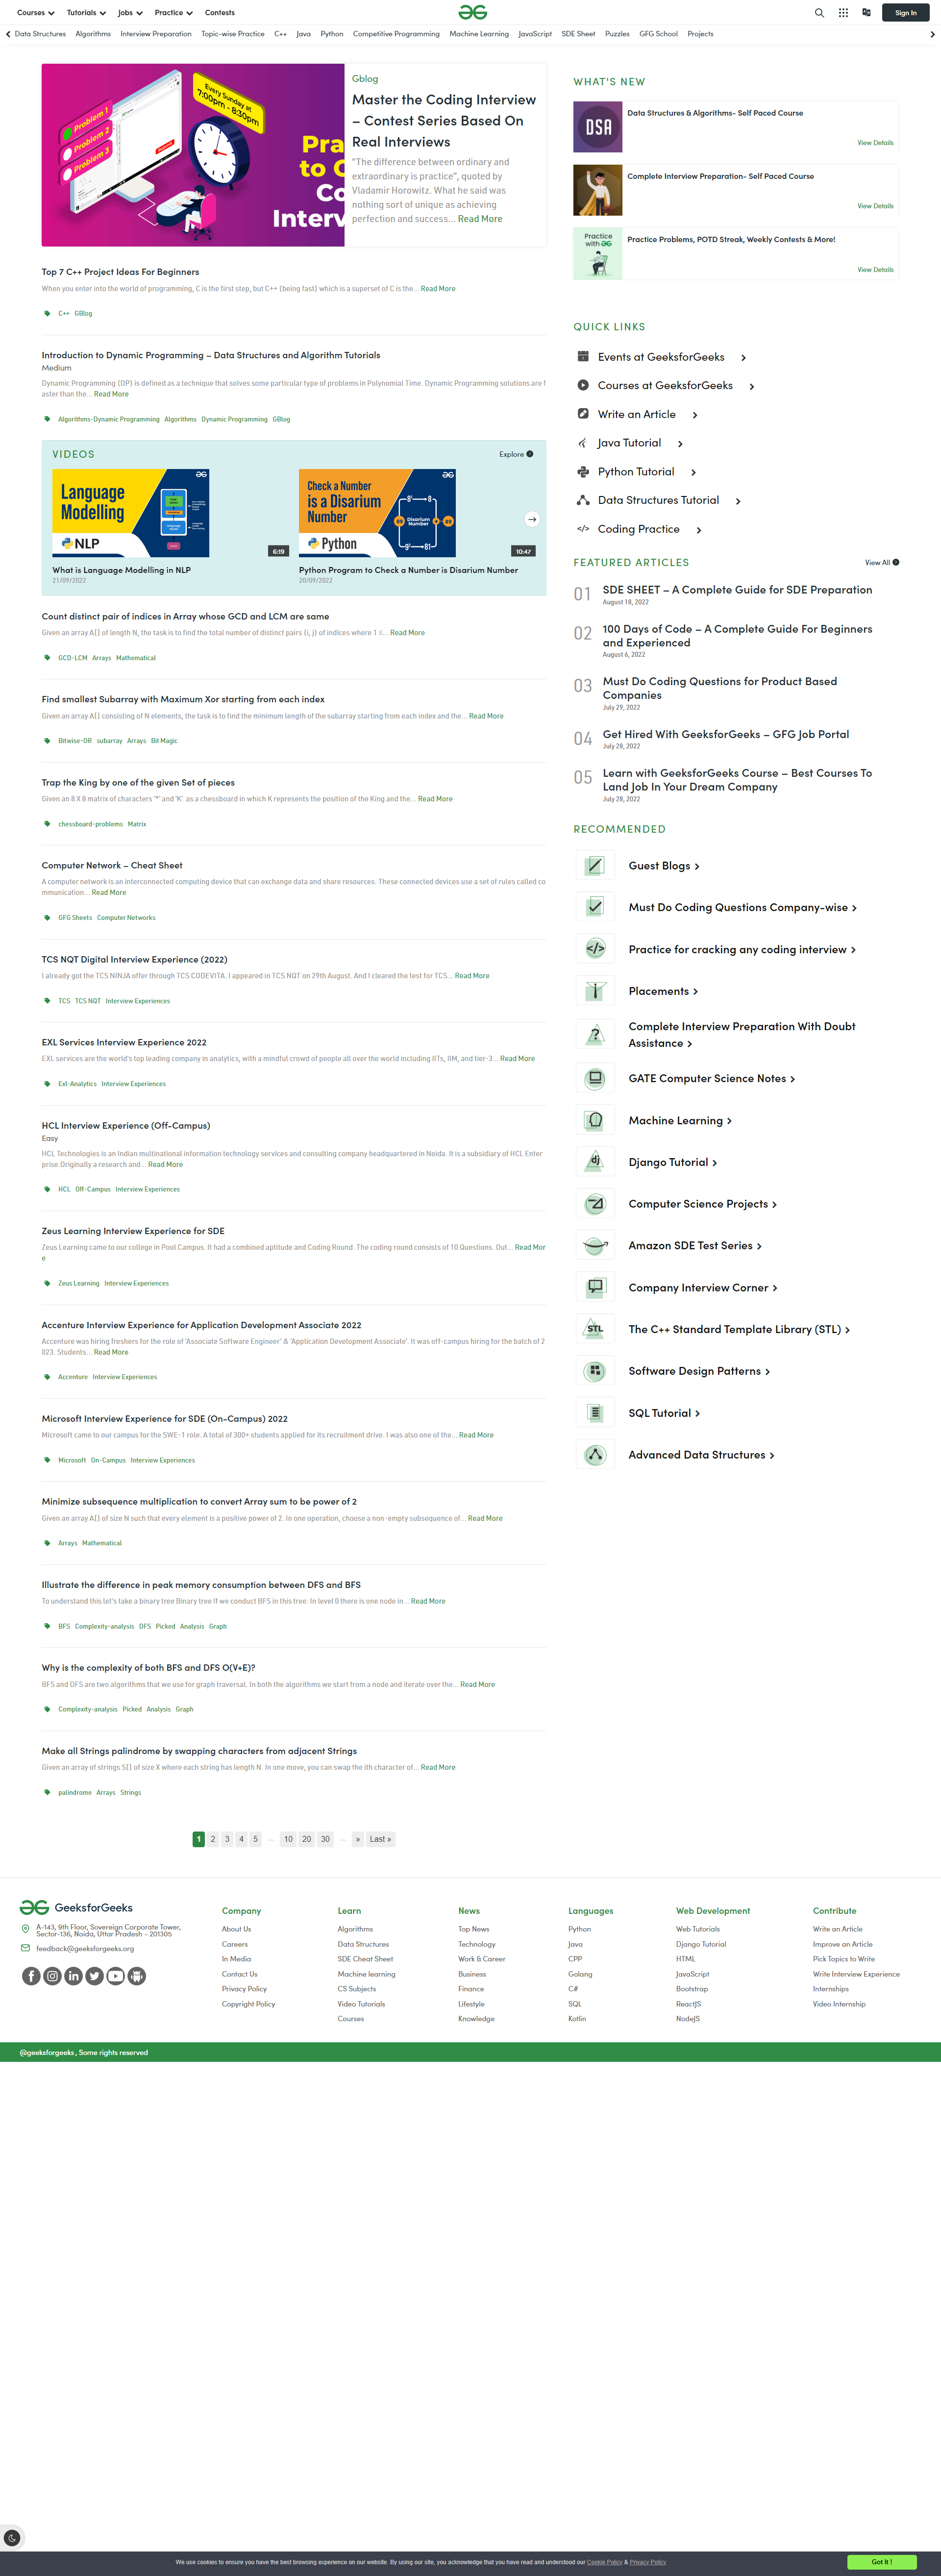 Courses Tutorials Jobs Practice Contests
Sign In
Data Structures Algorithms Interview Preparation Topic-wise Practice C++ Java Python Competitive Programming Machine Learning JavaScript SDE Sheet Puzzles GFG School Projects
Problem 1
Problem 2
Problem 3
Every Sunday at
7:00pm - 8:30pm
Gblog
Master the Coding Interview
– Contest Series Based On
Real Interviews
“The difference between ordinary and
extraordinary is practice”, quoted by
Vladamir Horowitz. What he said was
nothing sort of unique as achieving
perfection and success... Read More
Top 7 C++ Project Ideas For Beginners
When you enter into the world of programming, C is the first step, but C++ (being fast) which is a superset of C is the... Read More
C++ GBlog
Introduction to Dynamic Programming – Data Structures and Algorithm Tutorials
Medium
Dynamic Programming (DP) is defined as a technique that solves some particular type of problems in Polynomial Time. Dynamic Programming solutions are f
aster than the... Read More
Algorithms-Dynamic Programming Algorithms Dynamic Programming GBlog
VIDEOS
Explore
Language
Modelling
NLP
6:19
Check a Number is
a Disarium
Number
Python
Disarium
Number
10:47
What is Language Modelling in NLP
21/09/2022
Python Program to Check a Number is Disarium Number
20/09/2022
Count distinct pair of indices in Array whose GCD and LCM are same
Given an array A[] of length N, the task is to find the total number of distinct pairs (i, j) of indices where 1 ≤... Read More
GCD-LCM Arrays Mathematical
Find smallest Subarray with Maximum Xor starting from each index
Given an array A[] consisting of N elements, the task is to find the minimum length of the subarray starting from each index and the... Read More
Bitwise-OR subarray Arrays Bit Magic
Trap the King by one of the given Set of pieces
Given an 8 X 8 matrix of characters '*' and 'K' as a chessboard in which K represents the position of the King and the... Read More
chessboard-problems Matrix
Computer Network – Cheat Sheet
A computer network is an interconnected computing device that can exchange data and share resources. These connected devices use a set of rules called co
mmunication... Read More
GFG Sheets Computer Networks
TCS NQT Digital Interview Experience (2022)
I already got the TCS NINJA offer through TCS CODEVITA. I appeared in TCS NQT on 29th August. And I cleared the test for TCS... Read More
TCS TCS NQT Interview Experiences
EXL Services Interview Experience 2022
EXL services are the world's top leading company in analytics, with a mindful crowd of people all over the world including IITs, IIM, and tier-3... Read More
Exl-Analytics Interview Experiences
HCL Interview Experience (Off-Campus)
Easy
HCL Technologies is an Indian multinational information technology services and consulting company headquartered in Noida. It is a subsidiary of HCL Enter
prise.Originally a research and... Read More
HCL Off-Campus Interview Experiences
Zeus Learning Interview Experience for SDE
Zeus Learning came to our college in Pool Campus. It had a combined aptitude and Coding Round. The coding round consists of 10 Questions. Out... Read Mor
e
Zeus Learning Interview Experiences
Accenture Interview Experience for Application Development Associate 2022
Accenture was hiring freshers for the role of 'Associate Software Engineer' & 'Application Development Associate'. It was off-campus hiring for the batch of 2
023. Students... Read More
Accenture Interview Experiences
Microsoft Interview Experience for SDE (On-Campus) 2022
Microsoft came to our campus for the SWE-1 role. A total of 300+ students applied for its recruitment drive. I was also one of the... Read More
Microsoft On-Campus Interview Experiences
Minimize subsequence multiplication to convert Array sum to be power of 2
Given an array A[] of size N such that every element is a positive power of 2. In one operation, choose a non-empty subsequence of... Read More
Arrays Mathematical
Illustrate the difference in peak memory consumption between DFS and BFS
To understand this let's take a binary tree Binary tree If we conduct BFS in this tree: In level 0 there is one node in... Read More
BFS Complexity-analysis DFS Picked Analysis Graph
Why is the complexity of both BFS and DFS O(V+E)?
BFS and DFS are two algorithms that we use for graph traversal. In both the algorithms we start from a node and iterate over the... Read More
Complexity-analysis Picked Analysis Graph
Make all Strings palindrome by swapping characters from adjacent Strings
Given an array of strings S[] of size X where each string has length N. In one move, you can swap the ith character of... Read More
palindrome Arrays Strings
1 2 3 4 5 ... 10 20 30 ... » Last »
WHAT'S NEW
DSA
Data Structures & Algorithms- Self Paced Course
View Details
Complete Interview Preparation- Self Paced Course
View Details
Practice
with
Practice Problems, POTD Streak, Weekly Contests & More!
View Details
QUICK LINKS
Events at GeeksforGeeks
Courses at GeeksforGeeks
Write an Article
Java Tutorial
Python Tutorial
Data Structures Tutorial
Coding Practice
FEATURED ARTICLES
View All
01 SDE SHEET – A Complete Guide for SDE Preparation
August 18, 2022
02 100 Days of Code – A Complete Guide For Beginners
and Experienced
August 6, 2022
03 Must Do Coding Questions for Product Based
Companies
July 29, 2022
04 Get Hired With GeeksforGeeks – GFG Job Portal
July 28, 2022
05 Learn with GeeksforGeeks Course – Best Courses To
Land Job In Your Dream Company
July 28, 2022
RECOMMENDED
Guest Blogs
Must Do Coding Questions Company-wise
Practice for cracking any coding interview
Placements
Complete Interview Preparation With Doubt
Assistance
GATE Computer Science Notes
Machine Learning
dj
Django Tutorial
Computer Science Projects
Amazon SDE Test Series
Company Interview Corner
STL
The C++ Standard Template Library (STL)
Software Design Patterns
SQL Tutorial
Advanced Data Structures
GeeksforGeeks
A-143, 9th Floor, Sovereign Corporate Tower,
Sector-136, Noida, Uttar Pradesh - 201305
feedback@geeksforgeeks.org
Company
About Us
Careers
In Media
Contact Us
Privacy Policy
Copyright Policy
Learn
Algorithms
Data Structures
SDE Cheat Sheet
Machine learning
CS Subjects
Video Tutorials
Courses
News
Top News
Technology
Work & Career
Business
Finance
Lifestyle
Knowledge
Languages
Python
Java
CPP
Golang
C#
SQL
Kotlin
Web Development
Web Tutorials
Django Tutorial
HTML
JavaScript
Bootstrap
ReactJS
NodeJS
Contribute
Write an Article
Improve an Article
Pick Topics to Write
Write Interview Experience
Internships
Video Internship
@geeksforgeeks , Some rights reserved
We use cookies to ensure you have the best browsing experience on our website. By using our site, you acknowledge that you have read and understood our Cookie Policy & Privacy Policy
Got It !